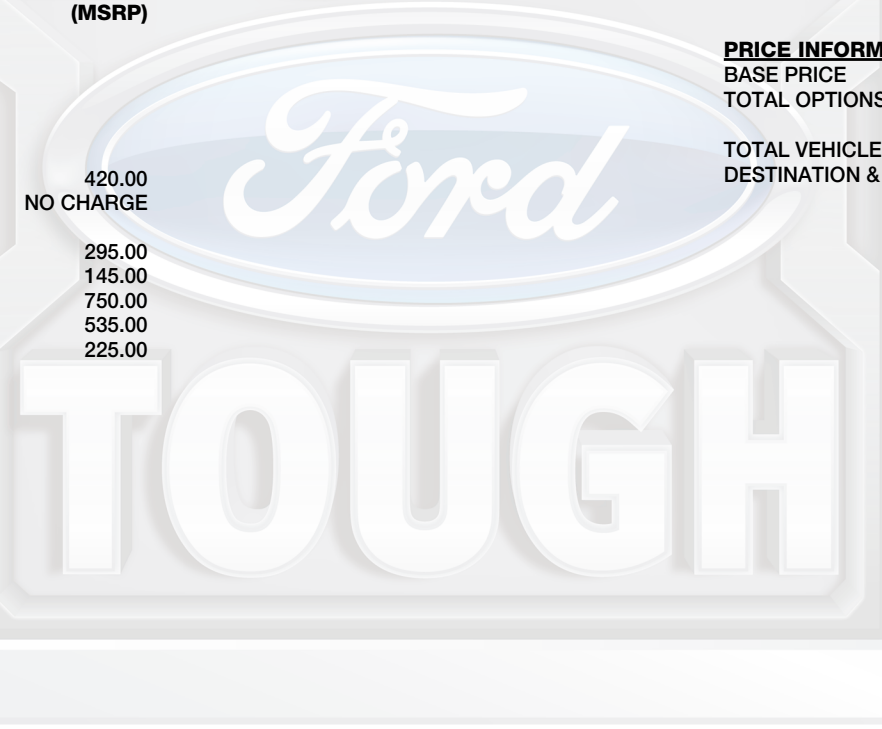 (MSRP)
420.00
NO CHARGE
295.00
145.00
750.00
535.00
225.00
PRICE INFORM
BASE PRICE
TOTAL OPTIONS
TOTAL VEHICLE
DESTINATION &
Ford
TOUGH